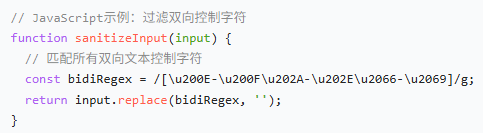 // JavaScript示例：过滤双向控制字符
function sanitizeInput(input) {
  // 匹配所有双向文本控制字符
  const bidiRegex = /[\u200E-\u200F\u202A-\u202E\u2066-\u2069]/g;
  return input.replace(bidiRegex, '');
}